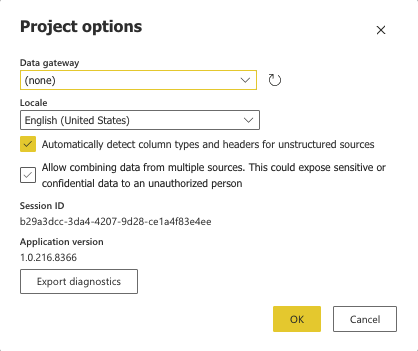 Project options
Data gateway
(none)
Locale
English (United States)
Automatically detect column types and headers for unstructured sources
Allow combining data from multiple sources. This could expose sensitive or
confidential data to an unauthorized person
Session ID
b29a3dcc-3da4-4207-9d28-ce1a4f83e4ee
Application version
1.0.216.8366
Export diagnostics
OK
Cancel